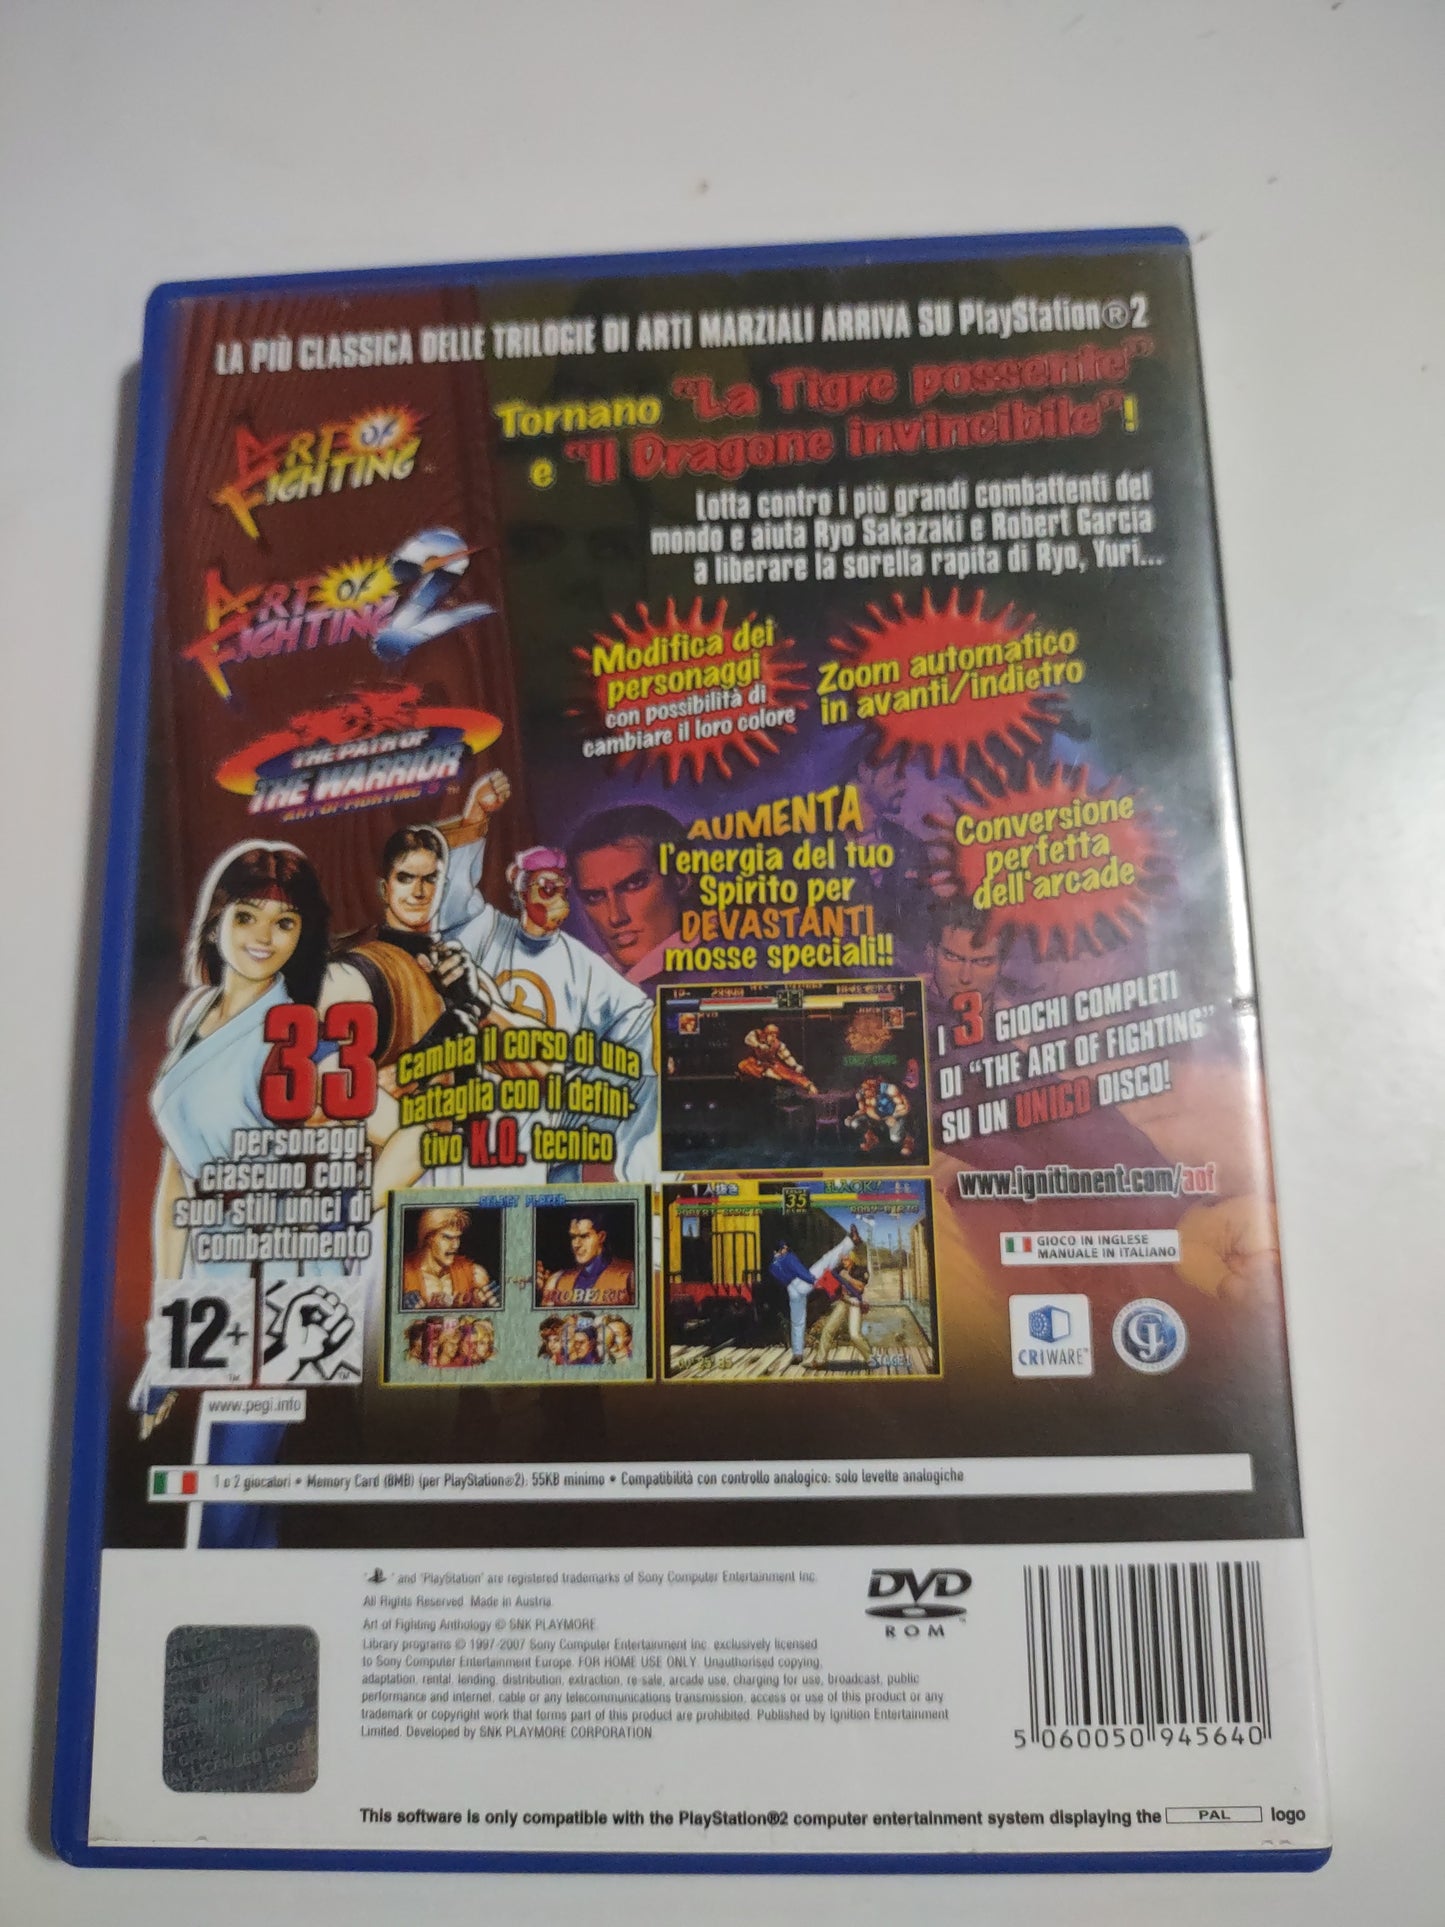 LA PIÙ CLASSICA DELLE TRILOGIE DI ARTI MARZIALI ARRIVA SU PlayStation®2
ART OF
FIGHTING
Tornano "La Tigre possente"
e "Il Dragone invincibile"!
Lotta contro i più grandi combattenti del
mondo e aiuta Ryo Sakazaki e Robert Garcia
a liberare la sorella rapita di Ryo, Yuri...
ART OF
FIGHTING 2
THE PATH OF
THE WARRIOR
ART OF FIGHTING 3
Modifica dei
personaggi
con possibilità di
cambiare il loro colore
Zoom automatico
in avanti/indietro
AUMENTA
l'energia del tuo
Spirito per
DEVASTANTI
mosse speciali!!
Conversione
perfetta
dell'arcade
33
personaggi,
ciascuno con i
suoi stili unici di
combattimento
Cambia il corso di una
battaglia con il defini-
tivo K.O. tecnico
I 3 GIOCHI COMPLETI
DI "THE ART OF FIGHTING"
SU UN UNICO DISCO!
www.ignitionent.com/aof
GIOCO IN INGLESE
MANUALE IN ITALIANO
SELECT PLAYER
RYO
ROBERT
35
STAGE1
12+
www.pegi.info
CRIWARE™
1 o 2 giocatori • Memory Card (8MB) (per PlayStation®2): 55KB minimo • Compatibilità con controllo analogico: solo levette analogiche
" and "PlayStation" are registered trademarks of Sony Computer Entertainment Inc.
All Rights Reserved. Made in Austria.
Art of Fighting Anthology © SNK PLAYMORE
Library programs © 1997-2007 Sony Computer Entertainment Inc. exclusively licensed
to Sony Computer Entertainment Europe. FOR HOME USE ONLY. Unauthorised copying,
adaptation, rental, lending, distribution, extraction, re-sale, arcade use, charging for use, broadcast, public
performance and internet, cable or any telecommunications transmission, access or use of this product or any
trademark or copyright work that forms part of this product are prohibited. Published by Ignition Entertainment
Limited. Developed by SNK PLAYMORE CORPORATION
DVD
ROM
5 060050 945640
This software is only compatible with the PlayStation®2 computer entertainment system displaying the PAL logo